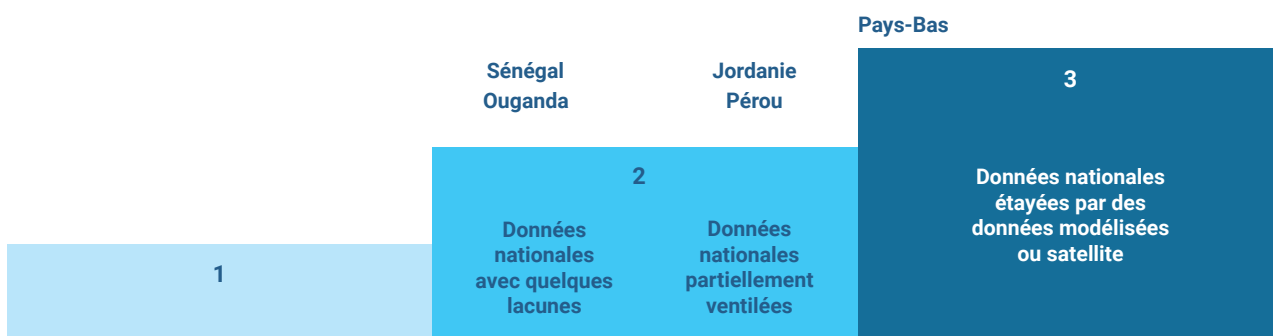 Pays-Bas
Sénégal
Ouganda
Jordanie
Pérou
3
2
Données nationales
étayées par des
données modélisées
ou satellite
Données
nationales
avec quelques
lacunes
Données
nationales
partiellement
ventilées
1